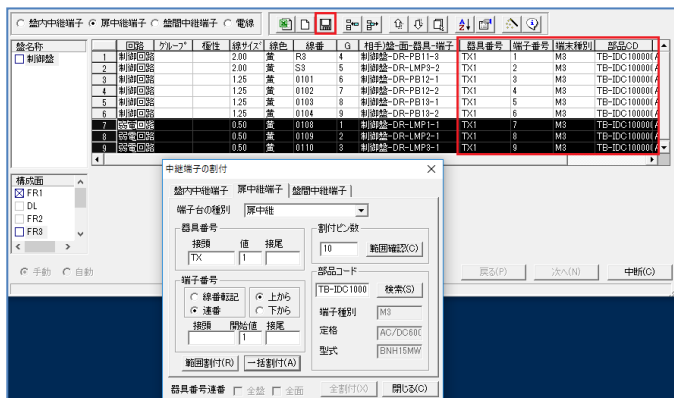 盤内中継端子 扉中継端子 盤間中継端子 電線
盤名称
制御盤
回路 グループ 極性 線サイズ 線色 線番 G 相手)盤-面-器具-端子 器具番号 端子番号 端末種別 部品CD
1 制御回路 2.00 黄 R3 4 制御盤-DR-PB11-3 TX1 1 M3 TB-IDC100000
2 制御回路 2.00 黄 S3 5 制御盤-DR-LMP3-2 TX1 2 M3 TB-IDC100000
3 制御回路 1.25 黄 0101 6 制御盤-DR-PB12-1 TX1 3 M3 TB-IDC100000
4 制御回路 1.25 黄 0102 7 制御盤-DR-PB12-2 TX1 4 M3 TB-IDC100000
5 制御回路 1.25 黄 0103 8 制御盤-DR-PB13-1 TX1 5 M3 TB-IDC100000
6 制御回路 1.25 黄 0104 9 制御盤-DR-PB13-2 TX1 6 M3 TB-IDC100000
7 弱電回路 0.50 黄 0108 1 制御盤-DR-LMP1-1 TX1 7 M3 TB-IDC100000
8 弱電回路 0.50 黄 0109 2 制御盤-DR-LMP2-1 TX1 8 M3 TB-IDC100000
9 弱電回路 0.50 黄 0110 3 制御盤-DR-LMP3-1 TX1 9 M3 TB-IDC100000
構成面
FR1
DL
FR2
FR3
手動 自動
戻る(P) 次へ(N) 中断(C)
中継端子の割付
盤内中継端子 扉中継端子 盤間中継端子
端子台の種別 扉中継
器具番号
接頭 値 接尾
TX 1
割付ピン数
10 範囲確認(C)
端子番号
線番転記 上から
連番 下から
接頭 開始値 接尾
1
範囲割付(R) 一括割付(A)
部品コード
TB-IDC1000 検索(S)
端子種別 M3
定格 AC/DC600
型式 BNH15MW
器具番号連番 全盤 全面 全割付(X) 閉じる(C)